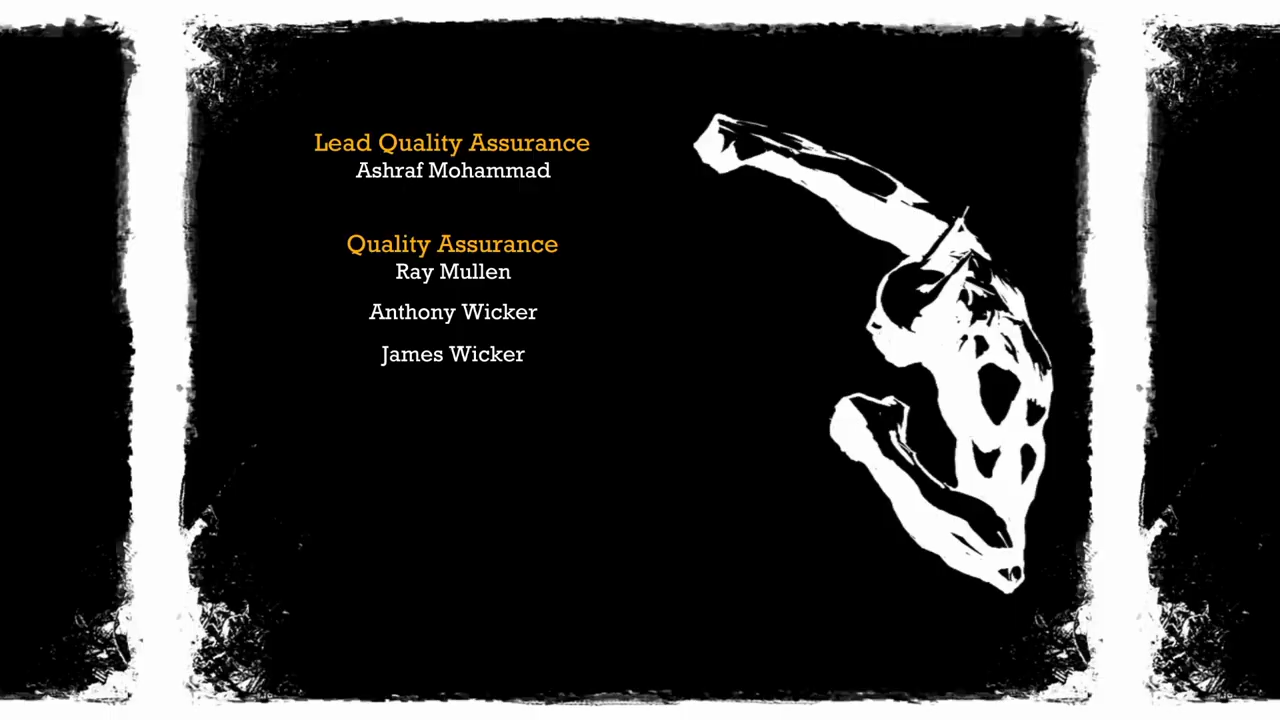 Lead Quality Assurance
Ashraf Mohammad
Quality Assurance
Ray Mullen
Anthony Wicker
James Wicker